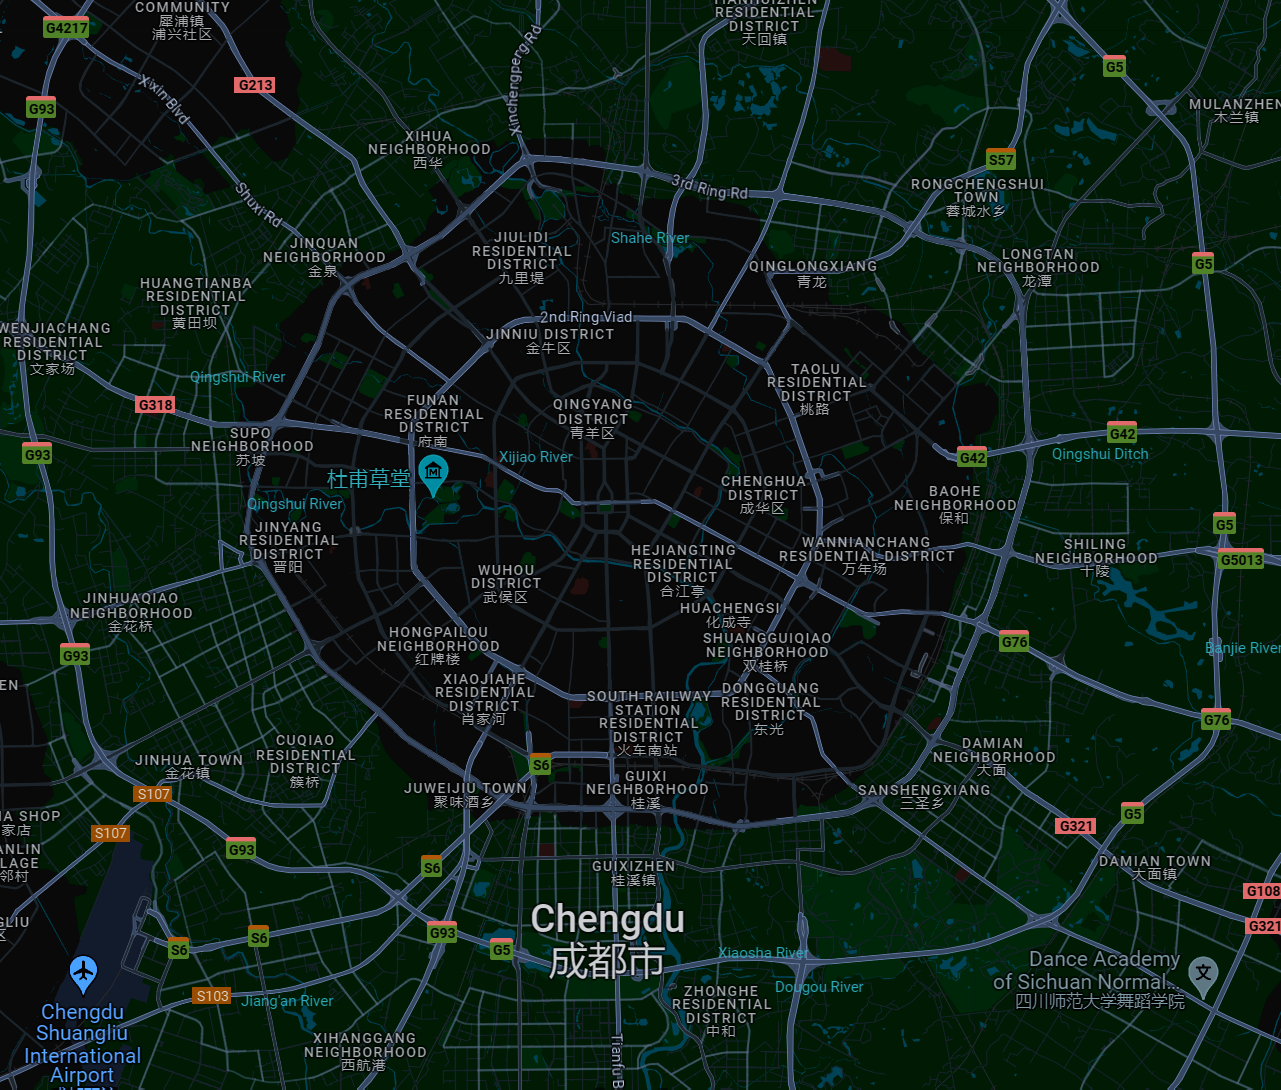 COMMUNITY
犀浦镇
浦兴社区
G4217
RESIDENTIAL
DISTRICT
天回镇
G213
G5
G93
Xixin Blvd
Xinchengpeng Rd
MULANZHEN
木兰镇
XIHUA
NEIGHBORHOOD
西华
S57
3rd Ring Rd
RONGCHENGSHUI
TOWN
蓉城水乡
Shuxi Rd
JINQUAN
NEIGHBORHOOD
金泉
JIULIDI
RESIDENTIAL
DISTRICT
九里堤
Shahe River
QINGLONGXIANG
青龙
LONGTAN
NEIGHBORHOOD
龙潭
G5
HUANGTIANBA
RESIDENTIAL
DISTRICT
黄田坝
WENJIACHANG
RESIDENTIAL
DISTRICT
文家场
2nd Ring Viad
JINNIU DISTRICT
金牛区
Qingshui River
TAOLU
RESIDENTIAL
DISTRICT
桃路
G318
FUNAN
RESIDENTIAL
DISTRICT
府南
QINGYANG
DISTRICT
青羊区
SUPO
NEIGHBORHOOD
苏坡
G93
G42
G42
Qingshui Ditch
Xijiao River
杜甫草堂
CHENGHUA
DISTRICT
成华区
BAOHE
NEIGHBORHOOD
保和
Qingshui River
JINYANG
RESIDENTIAL
DISTRICT
晋阳
G5
HEJIANGTING
RESIDENTIAL
DISTRICT
合江亭
WANNIANCHANG
RESIDENTIAL DISTRICT
万年场
SHILING
NEIGHBORHOOD
十陵
G5013
WUHOU
DISTRICT
武侯区
JINHUAQIAO
NEIGHBORHOOD
金花桥
HUACHENGSI
化成寺
HONGPAILOU
NEIGHBORHOOD
红牌楼
SHUANGGUIQIAO
NEIGHBORHOOD
双桂桥
G76
Banjie River
G93
EN
XIAOJIAHE
RESIDENTIAL
DISTRICT
肖家河
SOUTH RAILWAY
STATION
RESIDENTIAL
DISTRICT
火车南站
DONGGUANG
RESIDENTIAL
DISTRICT
东光
G76
CUQIAO
RESIDENTIAL
DISTRICT
簇桥
JINHUA TOWN
金花镇
S6
DAMIAN
NEIGHBORHOOD
大面
S107
JUWEIJIU TOWN
聚味酒乡
GUIXI
NEIGHBORHOOD
桂溪
SANSHENGXIANG
三圣乡
A SHOP
家店
S107
G5
G321
G93
ANLIN
LAGE
邻村
S6
GUIXIZHEN
桂溪镇
DAMIAN TOWN
大面镇
G108
GLIU
区
Chengdu
成都市
G321
S6
S6
G93
G5
Xiaosha River
Dance Academy
of Sichuan Normal...
四川师范大学舞蹈学院
Dougou River
S103
Jiang'an River
ZHONGHE
RESIDENTIAL
DISTRICT
中和
Chengdu
Shuangliu
International
Airport
XIHANGGANG
NEIGHBORHOOD
西航港
Tianfu B